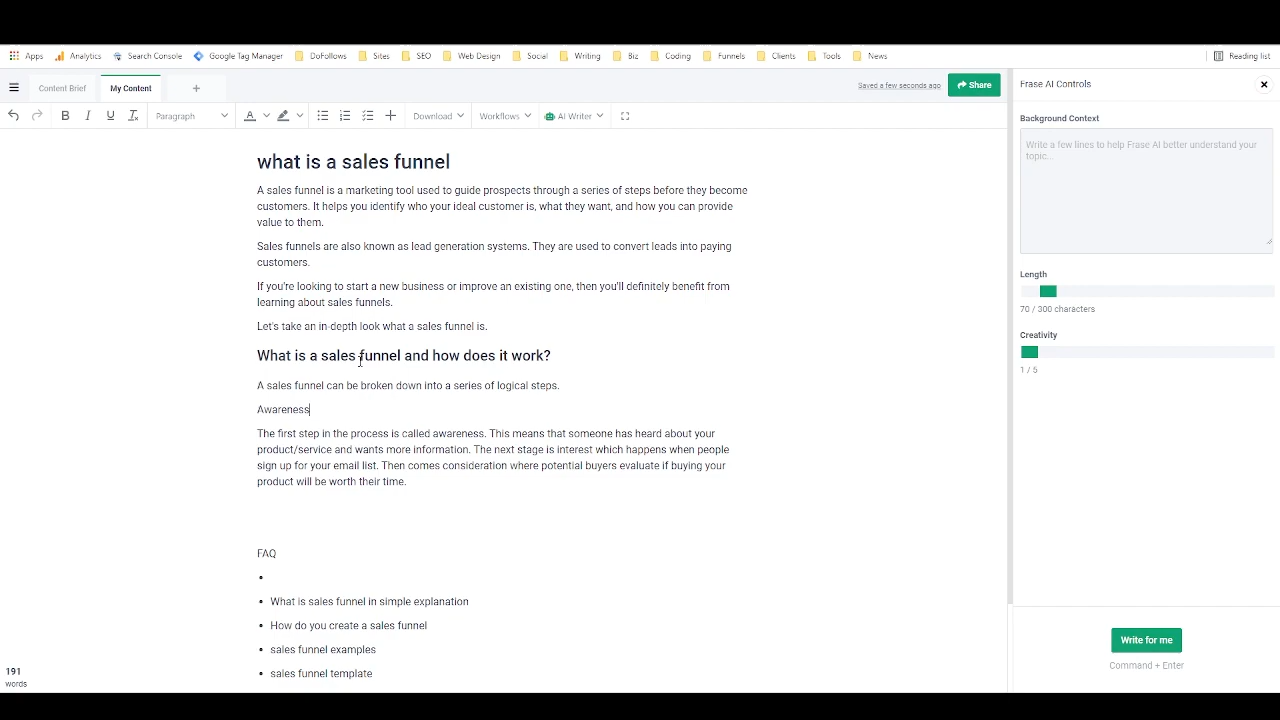 Apps Analytics Search Console Google Tag Manager DoFollows Sites SEO Web Design Social Writing Biz Coding Funnels Clients Tools News Reading list
Content Brief My Content + Saved a few seconds ago Share
B I U Tx Paragraph A Download Workflows AI Writer
Frase AI Controls
Background Context
Write a few lines to help Frase AI better understand your
topic...
Length
70 / 300 characters
Creativity
1 / 5
Write for me
Command + Enter
what is a sales funnel
A sales funnel is a marketing tool used to guide prospects through a series of steps before they become
customers. It helps you identify who your ideal customer is, what they want, and how you can provide
value to them.
Sales funnels are also known as lead generation systems. They are used to convert leads into paying
customers.
If you're looking to start a new business or improve an existing one, then you'll definitely benefit from
learning about sales funnels.
Let's take an in-depth look what a sales funnel is.
What is a sales funnel and how does it work?
A sales funnel can be broken down into a series of logical steps.
Awareness
The first step in the process is called awareness. This means that someone has heard about your
product/service and wants more information. The next stage is interest which happens when people
sign up for your email list. Then comes consideration where potential buyers evaluate if buying your
product will be worth their time.
FAQ
•
• What is sales funnel in simple explanation
• How do you create a sales funnel
• sales funnel examples
• sales funnel template
191
words